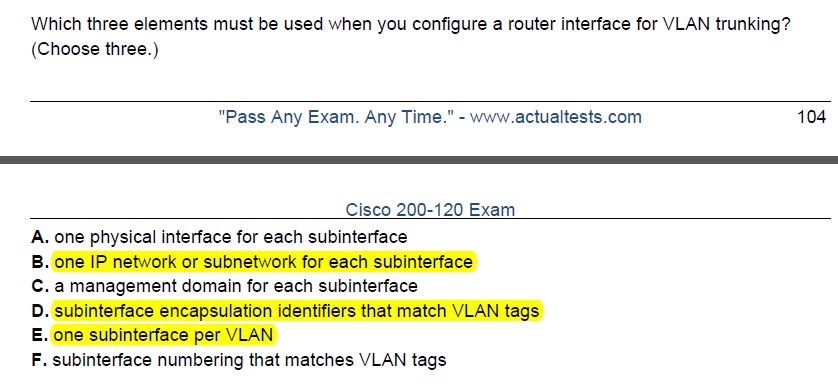 Which three elements must be used when you configure a router interface for VLAN trunking?
(Choose three.)
"Pass Any Exam. Any Time." - www.actualtests.com 104
Cisco 200-120 Exam
A. one physical interface for each subinterface
B. one IP network or subnetwork for each subinterface
C. a management domain for each subinterface
D. subinterface encapsulation identifiers that match VLAN tags
E. one subinterface per VLAN
F. subinterface numbering that matches VLAN tags